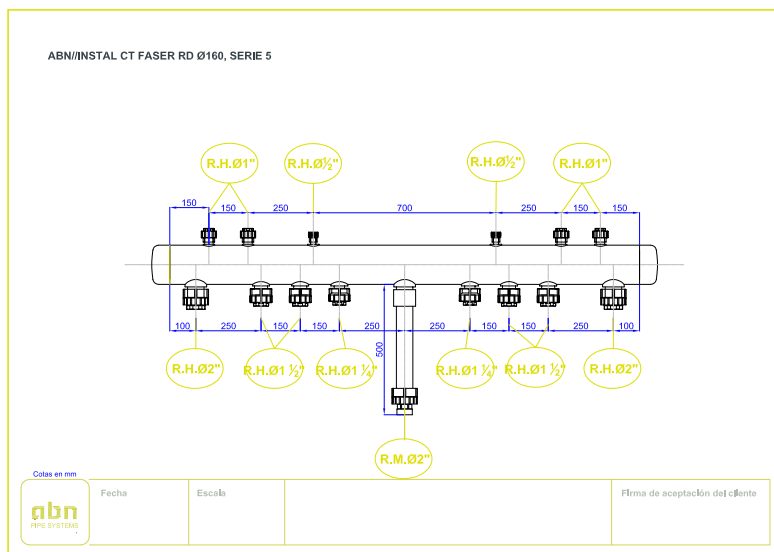 ABN//INSTAL CT FASER RD Ø160, SERIE 5
R.H.Ø1" R.H.Ø½" R.H.Ø½" R.H.Ø1"
150 150 250 700 250 150 150
100 250 150 150 250 250 150 150 250 100
500
R.H.Ø2" R.H.Ø1 ½" R.H.Ø1 ¼" R.H.Ø1 ¼" R.H.Ø1 ½" R.H.Ø2"
R.M.Ø2"
Cotas en mm
abn
PIPE SYSTEMS
Fecha
Escala
Firma de aceptación del cliente